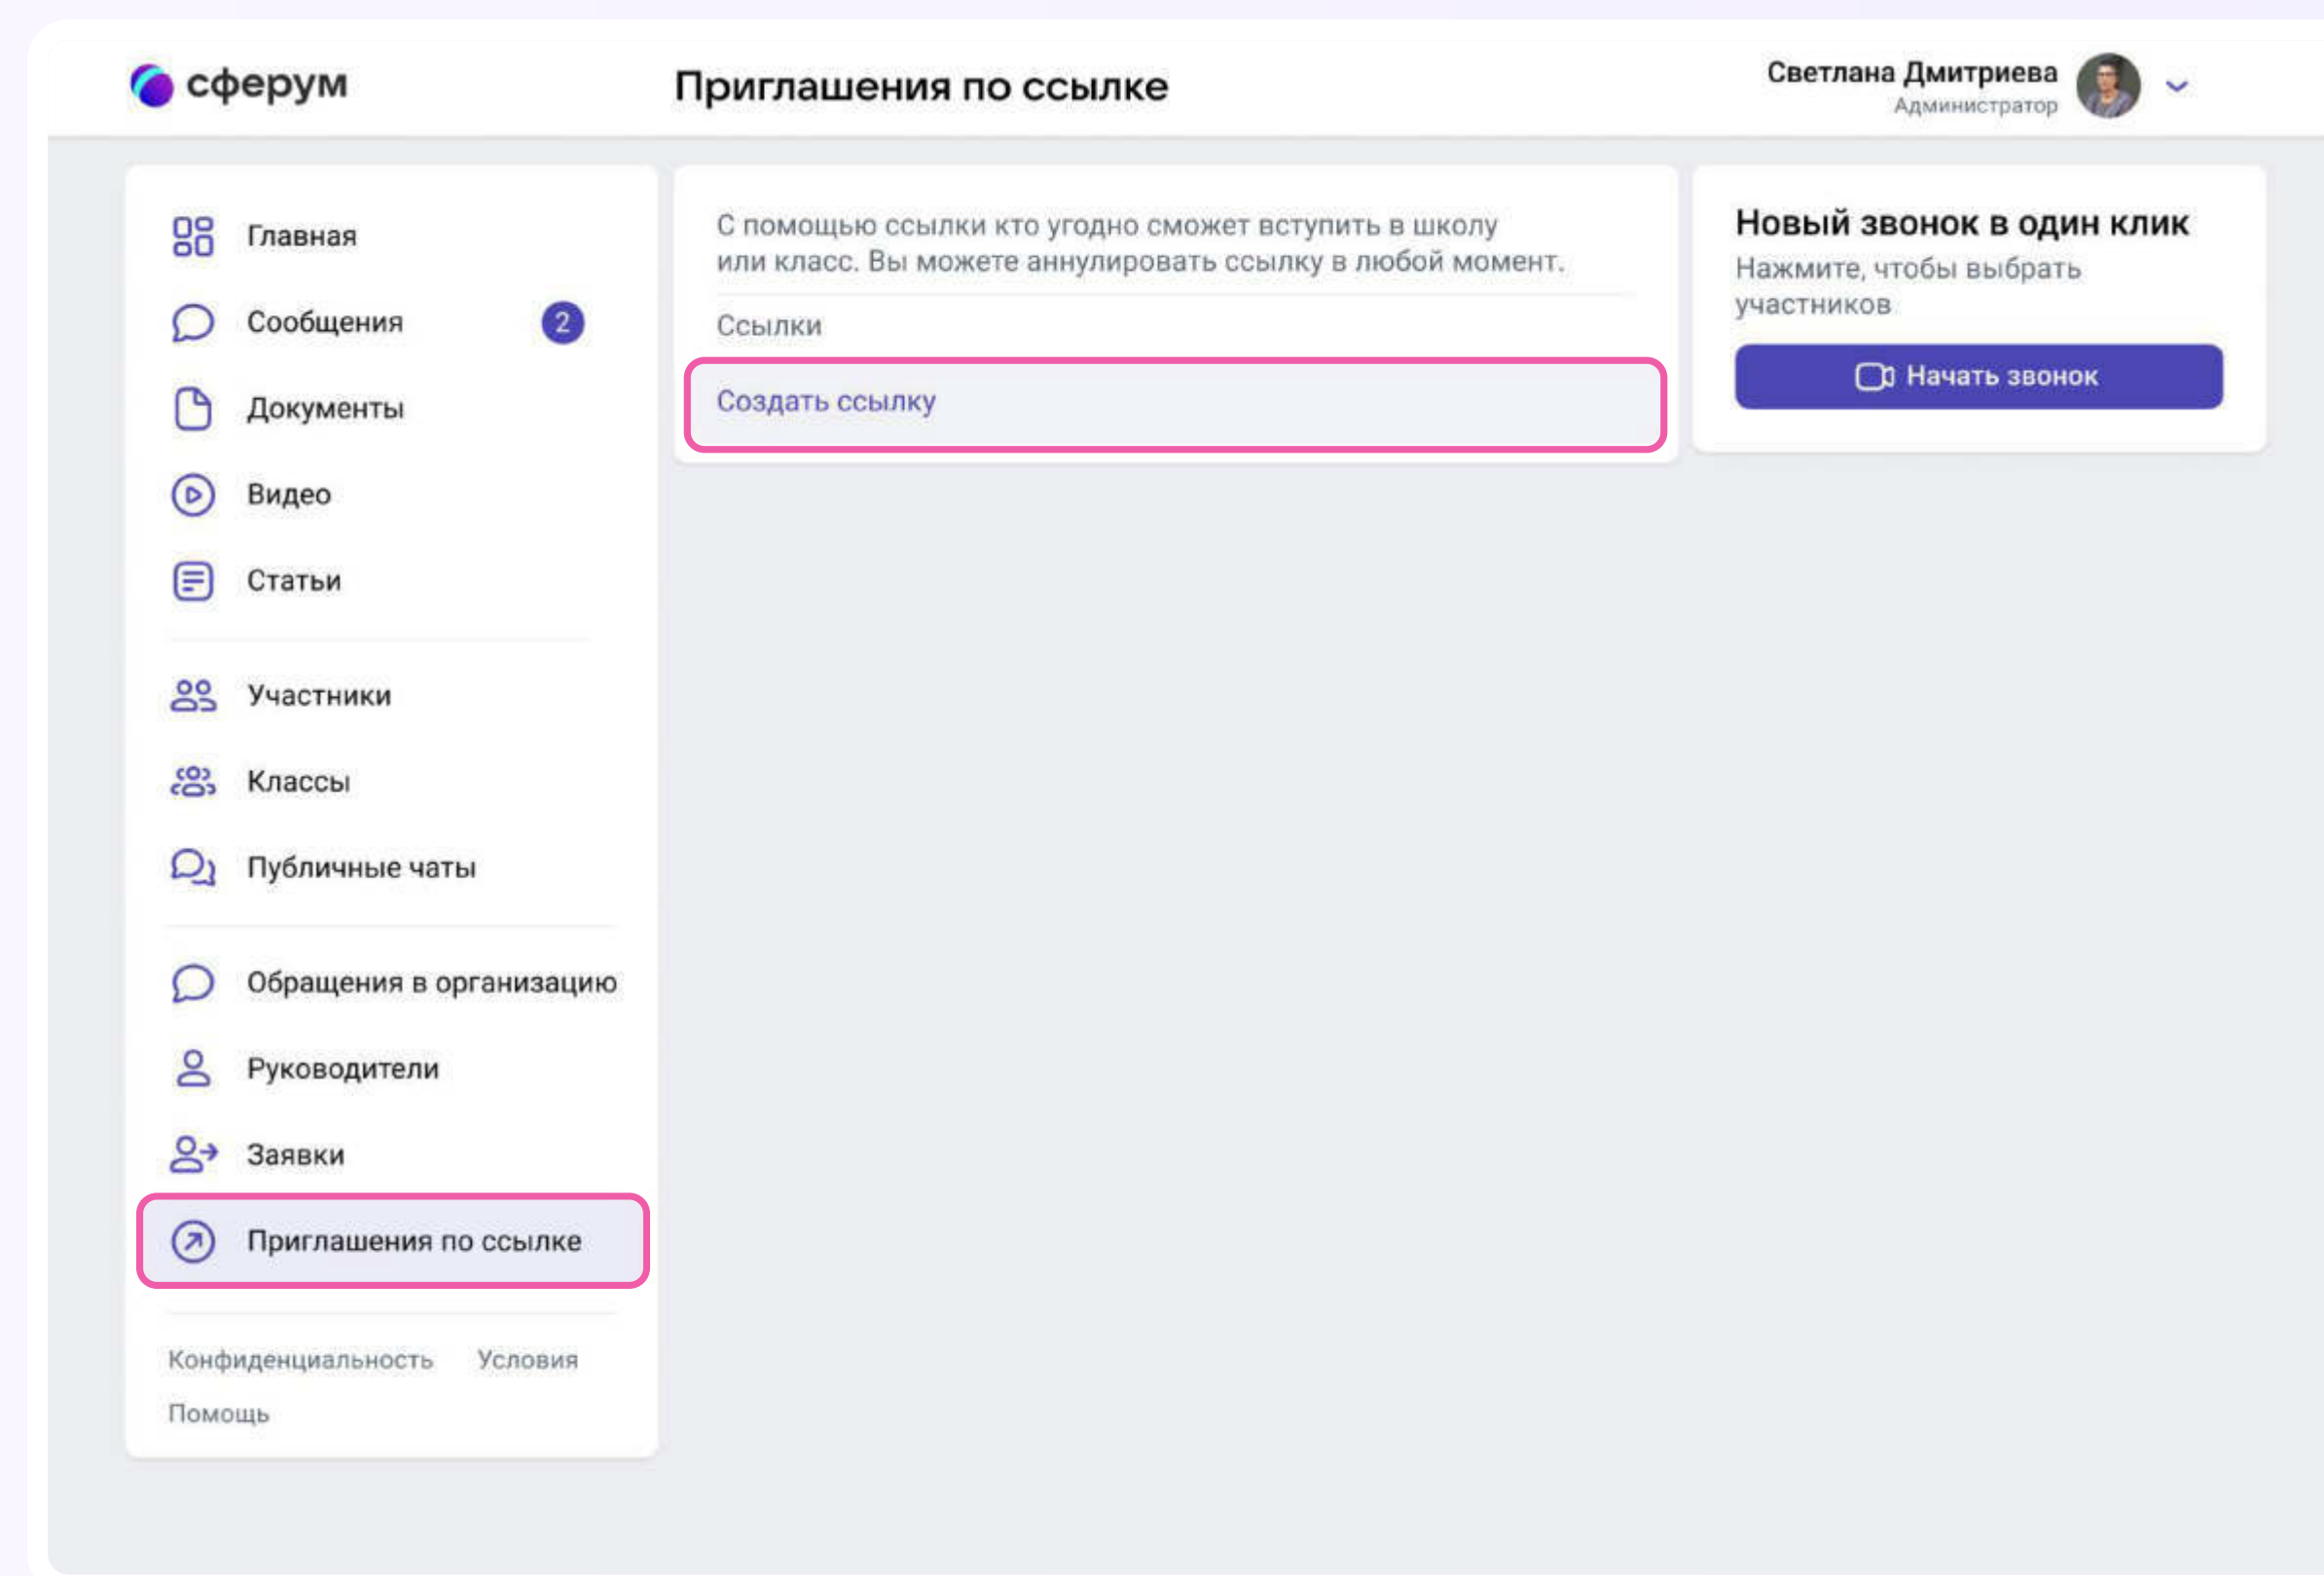 сферум
Приглашения по ссылке
Светлана Дмитриева
Администратор
Главная
Сообщения
2
Документы
Видео
Статьи
Участники
Классы
Публичные чаты
Обращения в организацию
Руководители
Заявки
Приглашения по ссылке
Конфиденциальность Условия
Помощь
С помощью ссылки кто угодно сможет вступить в школу
или класс. Вы можете аннулировать ссылку в любой момент.
Ссылки
Создать ссылку
Новый звонок в один клик
Нажмите, чтобы выбрать
участников
Начать звонок